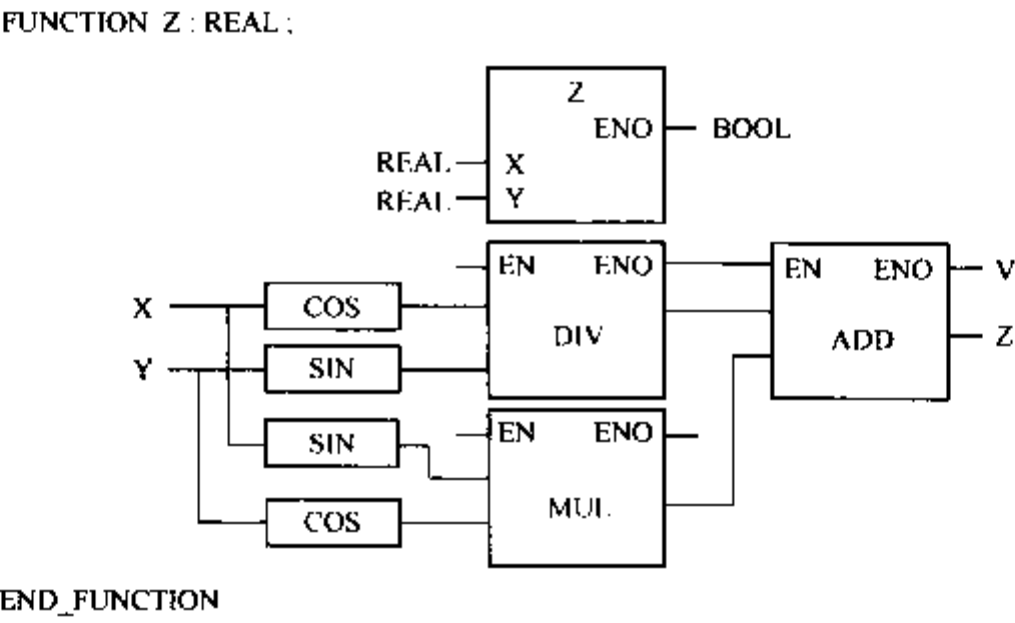 FUNCTION Z : REAL ;
Z
ENO BOOL
REAL X
REAL Y
EN ENO EN ENO V
X COS
DIV ADD Z
Y SIN
SIN EN ENO
MUL
COS
END_FUNCTION